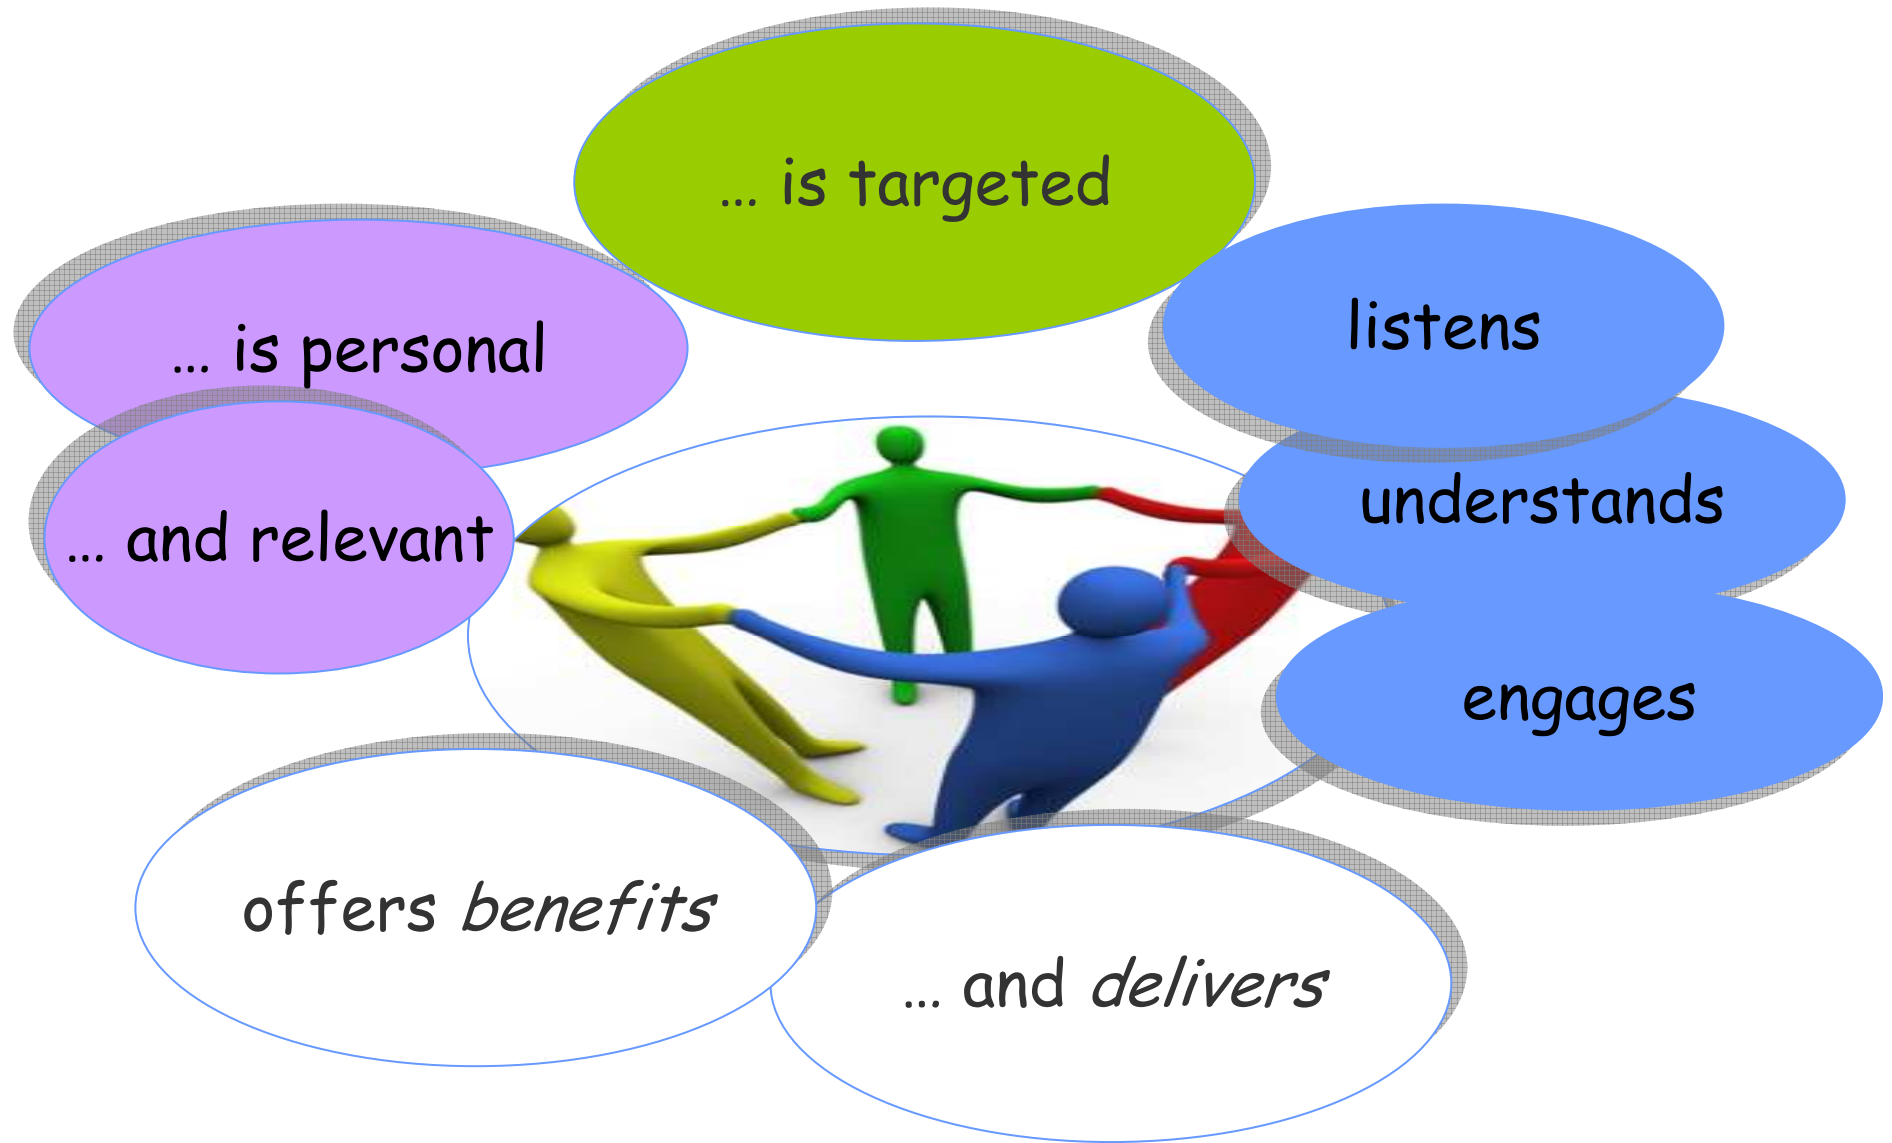 ... is targeted
listens
... is personal
understands
... and relevant
engages
offers benefits
... and delivers